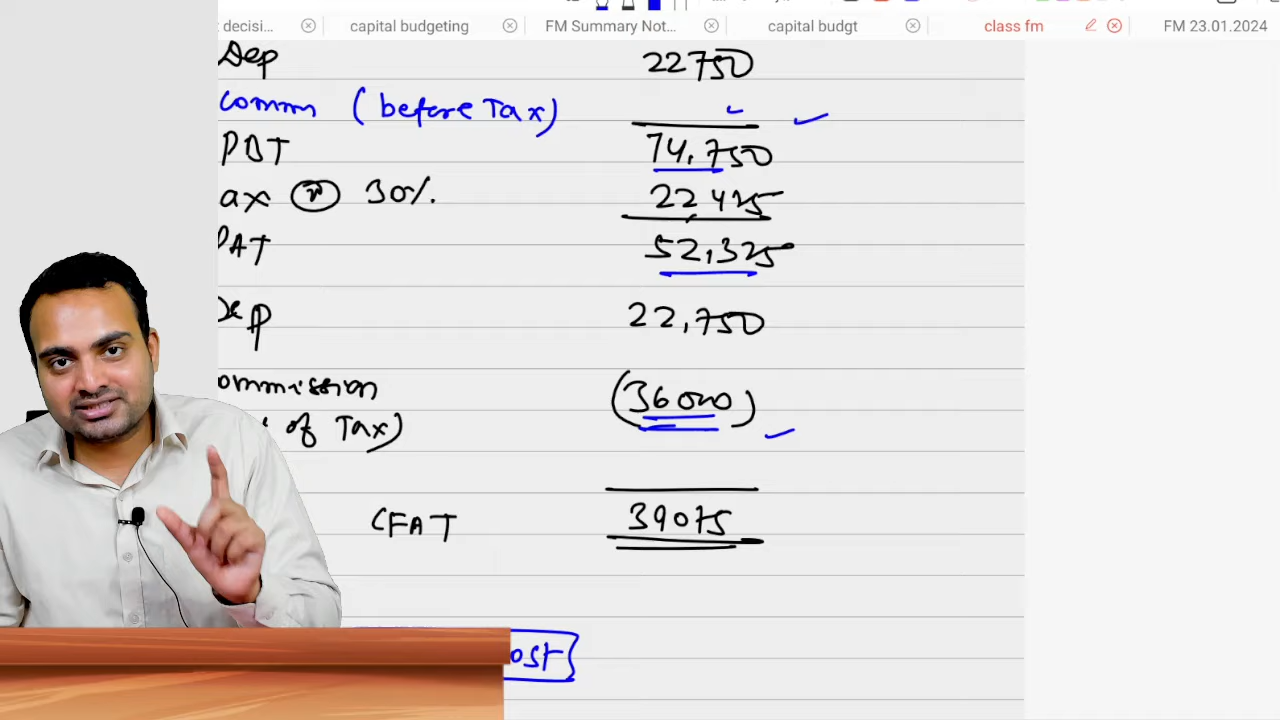 t decisi...
capital budgeting
FM Summary Not...
capital budgt
class fm
FM 23.01.2024
Dep 22750
comm (before Tax)
PBT 74,750
ax @ 30%. 22425
PAT 52,325
Dep 22,750
ommission (36000)
of Tax)
CFAT 39075
ost